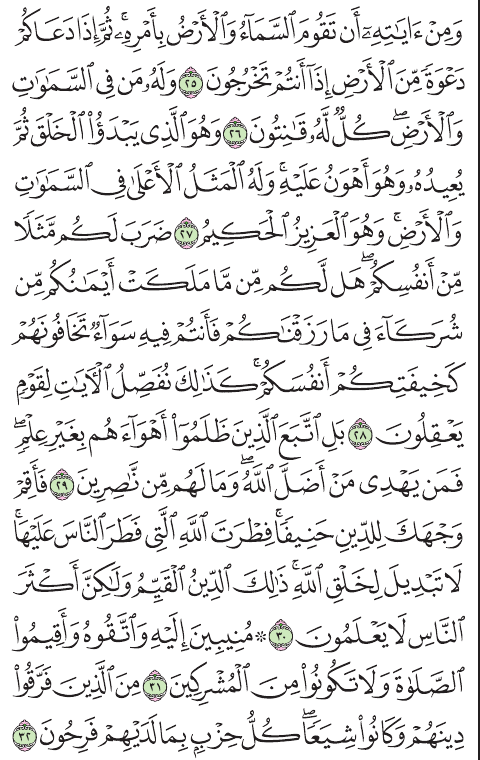 وَمِنْ ءَايَـٰتِهِۦٓ أَن تَقُومَ ٱلسَّمَآءُ وَٱلْأَرْضُ بِأَمْرِهِۦ ۚ ثُمَّ إِذَا دَعَاكُمْ
دَعْوَةً مِّنَ ٱلْأَرْضِ إِذَآ أَنتُمْ تَخْرُجُونَ ٢٥ وَلَهُۥ مَن فِى ٱلسَّمَـٰوَٰتِ
وَٱلْأَرْضِ ۖ كُلٌّ لَّهُۥ قَـٰنِتُونَ ٢٦ وَهُوَ ٱلَّذِى يَبْدَؤُا۟ ٱلْخَلْقَ ثُمَّ
يُعِيدُهُۥ وَهُوَ أَهْوَنُ عَلَيْهِ ۚ وَلَهُ ٱلْمَثَلُ ٱلْأَعْلَىٰ فِى ٱلسَّمَـٰوَٰتِ
وَٱلْأَرْضِ ۚ وَهُوَ ٱلْعَزِيزُ ٱلْحَكِيمُ ٢٧ ضَرَبَ لَكُم مَّثَلًا
مِّنْ أَنفُسِكُمْ ۖ هَل لَّكُم مِّن مَّا مَلَكَتْ أَيْمَـٰنُكُم مِّن
شُرَكَآءَ فِى مَا رَزَقْنَـٰكُمْ فَأَنتُمْ فِيهِ سَوَآءٌ تَخَافُونَهُمْ
كَخِيفَتِكُمْ أَنفُسَكُمْ ۚ كَذَٰلِكَ نُفَصِّلُ ٱلْـَٔايَـٰتِ لِقَوْمٍ
يَعْقِلُونَ ٢٨ بَلِ ٱتَّبَعَ ٱلَّذِينَ ظَلَمُوٓا۟ أَهْوَآءَهُم بِغَيْرِ عِلْمٍ ۖ
فَمَن يَهْدِى مَنْ أَضَلَّ ٱللَّهُ ۖ وَمَا لَهُم مِّن نَّـٰصِرِينَ ٢٩ فَأَقِمْ
وَجْهَكَ لِلدِّينِ حَنِيفًا ۚ فِطْرَتَ ٱللَّهِ ٱلَّتِى فَطَرَ ٱلنَّاسَ عَلَيْهَا ۚ
لَا تَبْدِيلَ لِخَلْقِ ٱللَّهِ ۚ ذَٰلِكَ ٱلدِّينُ ٱلْقَيِّمُ وَلَـٰكِنَّ أَكْثَرَ
ٱلنَّاسِ لَا يَعْلَمُونَ ٣٠ ۞ مُنِيبِينَ إِلَيْهِ وَٱتَّقُوهُ وَأَقِيمُوا۟
ٱلصَّلَوٰةَ وَلَا تَكُونُوا۟ مِنَ ٱلْمُشْرِكِينَ ٣١ مِنَ ٱلَّذِينَ فَرَّقُوا۟
دِينَهُمْ وَكَانُوا۟ شِيَعًا ۖ كُلُّ حِزْبٍۭ بِمَا لَدَيْهِمْ فَرِحُونَ ٣٢